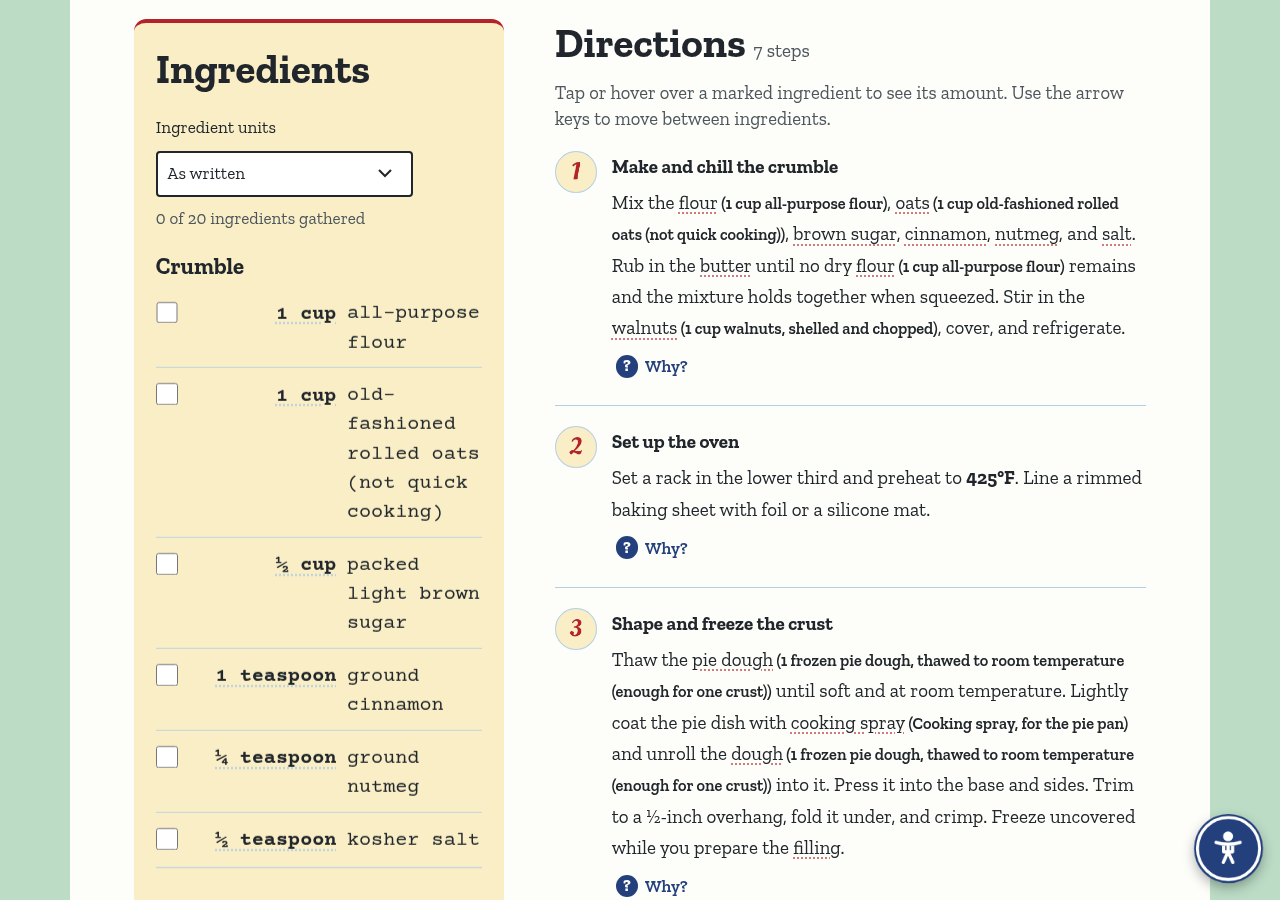 Ingredients
Ingredient units
As written
0 of 20 ingredients gathered
Crumble
1 cup all-purpose
flour
1 cup old-
fashioned
rolled oats
(not quick
cooking)
½ cup packed
light brown
sugar
1 teaspoon ground
cinnamon
¼ teaspoon ground
nutmeg
½ teaspoon kosher salt
Directions 7 steps
Tap or hover over a marked ingredient to see its amount. Use the arrow
keys to move between ingredients.
1 Make and chill the crumble
Mix the flour (1 cup all-purpose flour), oats (1 cup old-fashioned rolled
oats (not quick cooking)), brown sugar, cinnamon, nutmeg, and salt.
Rub in the butter until no dry flour (1 cup all-purpose flour) remains
and the mixture holds together when squeezed. Stir in the
walnuts (1 cup walnuts, shelled and chopped), cover, and refrigerate.
? Why?
2 Set up the oven
Set a rack in the lower third and preheat to 425°F. Line a rimmed
baking sheet with foil or a silicone mat.
? Why?
3 Shape and freeze the crust
Thaw the pie dough (1 frozen pie dough, thawed to room temperature
(enough for one crust)) until soft and at room temperature. Lightly
coat the pie dish with cooking spray (Cooking spray, for the pie pan)
and unroll the dough (1 frozen pie dough, thawed to room temperature
(enough for one crust)) into it. Press it into the base and sides. Trim
to a ½-inch overhang, fold it under, and crimp. Freeze uncovered
while you prepare the filling.
? Why?